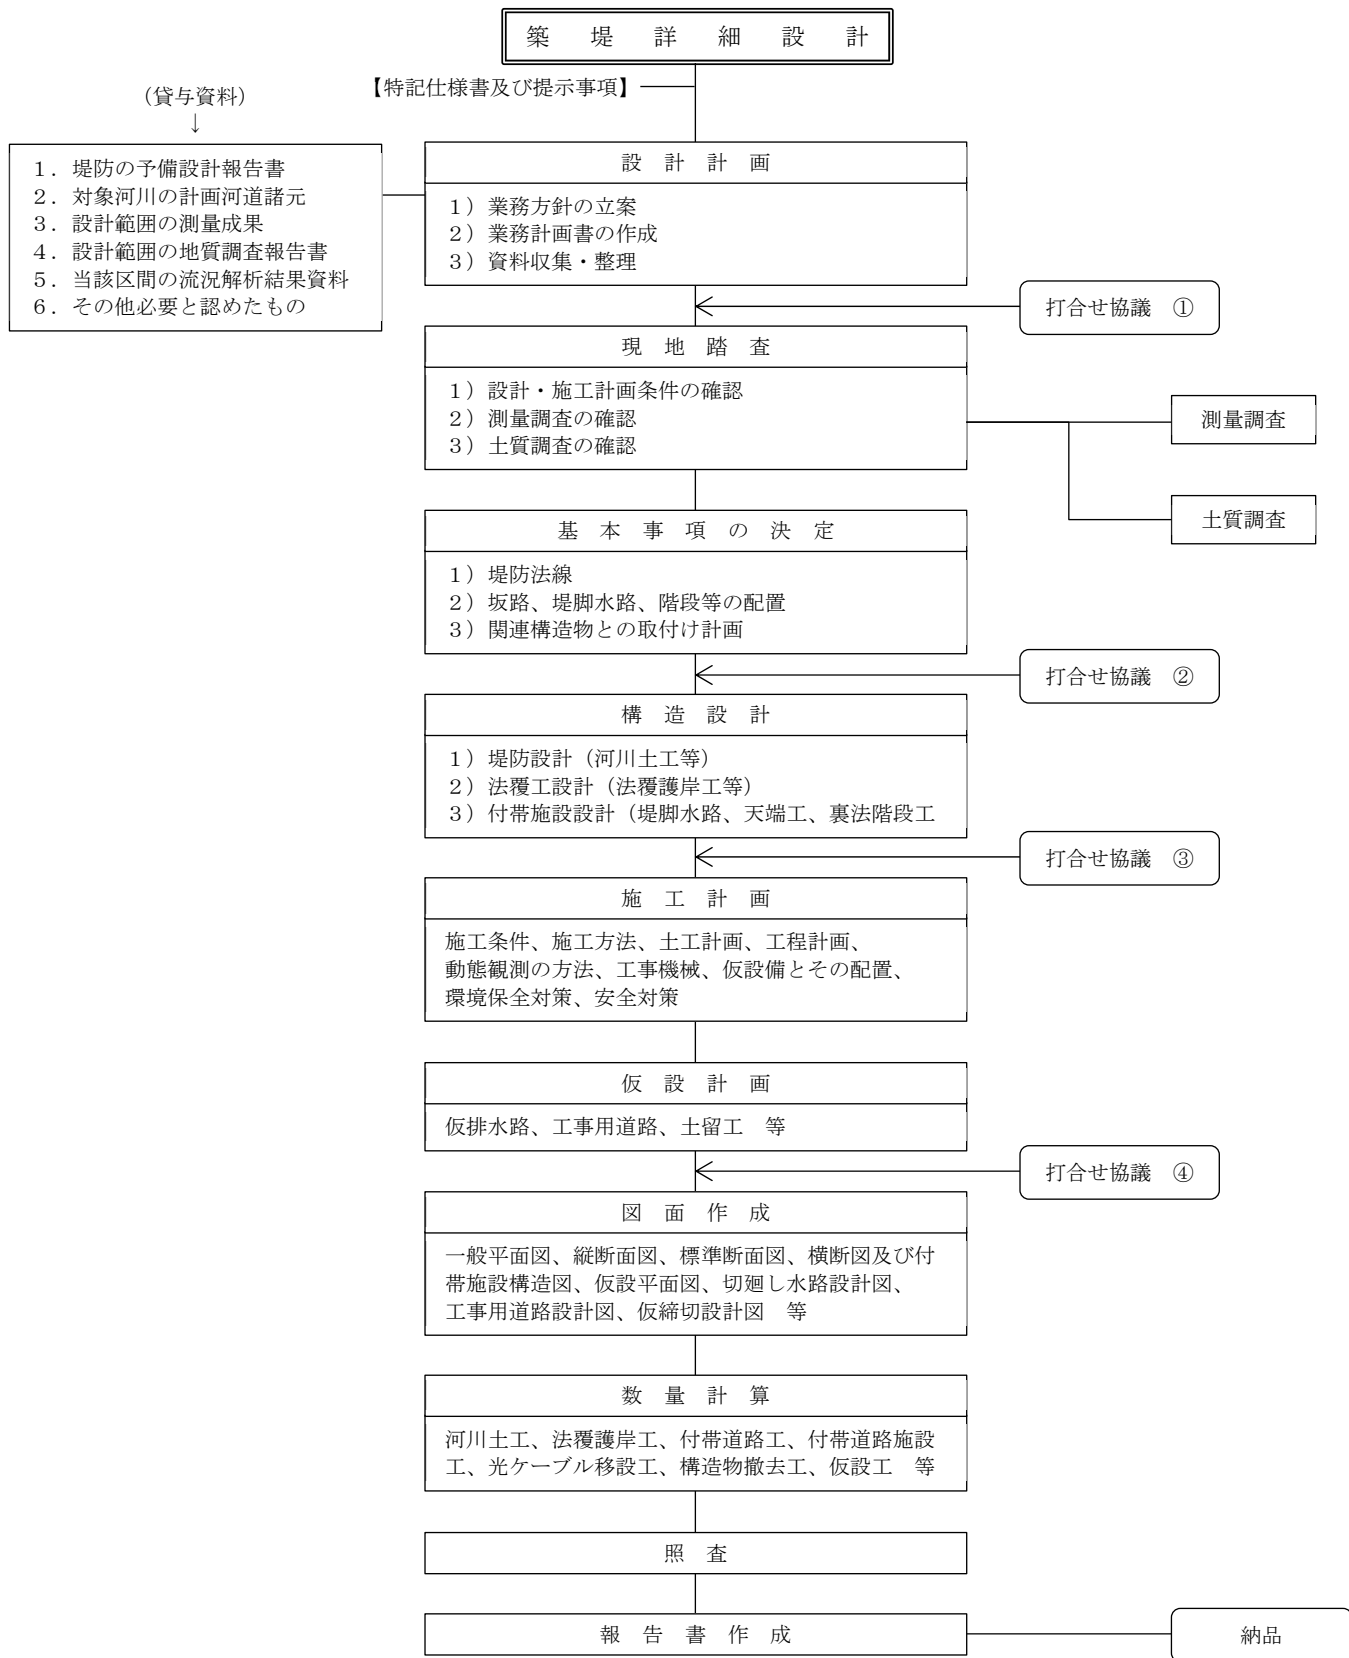 築　堤　詳　細　設　計
【特記仕様書及び提示事項】
（貸与資料）
↓
１．堤防の予備設計報告書
２．対象河川の計画河道諸元
３．設計範囲の測量成果
４．設計範囲の地質調査報告書
５．当該区間の流況解析結果資料
６．その他必要と認めたもの
設　計　計　画
１）業務方針の立案
２）業務計画書の作成
３）資料収集・整理
打合せ協議　①
現　地　踏　査
１）設計・施工計画条件の確認
２）測量調査の確認
３）土質調査の確認
測量調査
土質調査
基　本　事　項　の　決　定
１）堤防法線
２）坂路、堤脚水路、階段等の配置
３）関連構造物との取付け計画
打合せ協議　②
構　造　設　計
１）堤防設計（河川土工等）
２）法覆工設計（法覆護岸工等）
３）付帯施設設計（堤脚水路、天端工、裏法階段工
打合せ協議　③
施　工　計　画
施工条件、施工方法、土工計画、工程計画、
動態観測の方法、工事機械、仮設備とその配置、
環境保全対策、安全対策
仮　設　計　画
仮排水路、工事用道路、土留工　等
打合せ協議　④
図　面　作　成
一般平面図、縦断面図、標準断面図、横断図及び付
帯施設構造図、仮設平面図、切廻し水路設計図、
工事用道路設計図、仮締切設計図　等
数　量　計　算
河川土工、法覆護岸工、付帯道路工、付帯道路施設
工、光ケーブル移設工、構造物撤去工、仮設工　等
照　査
報　告　書　作　成
納品